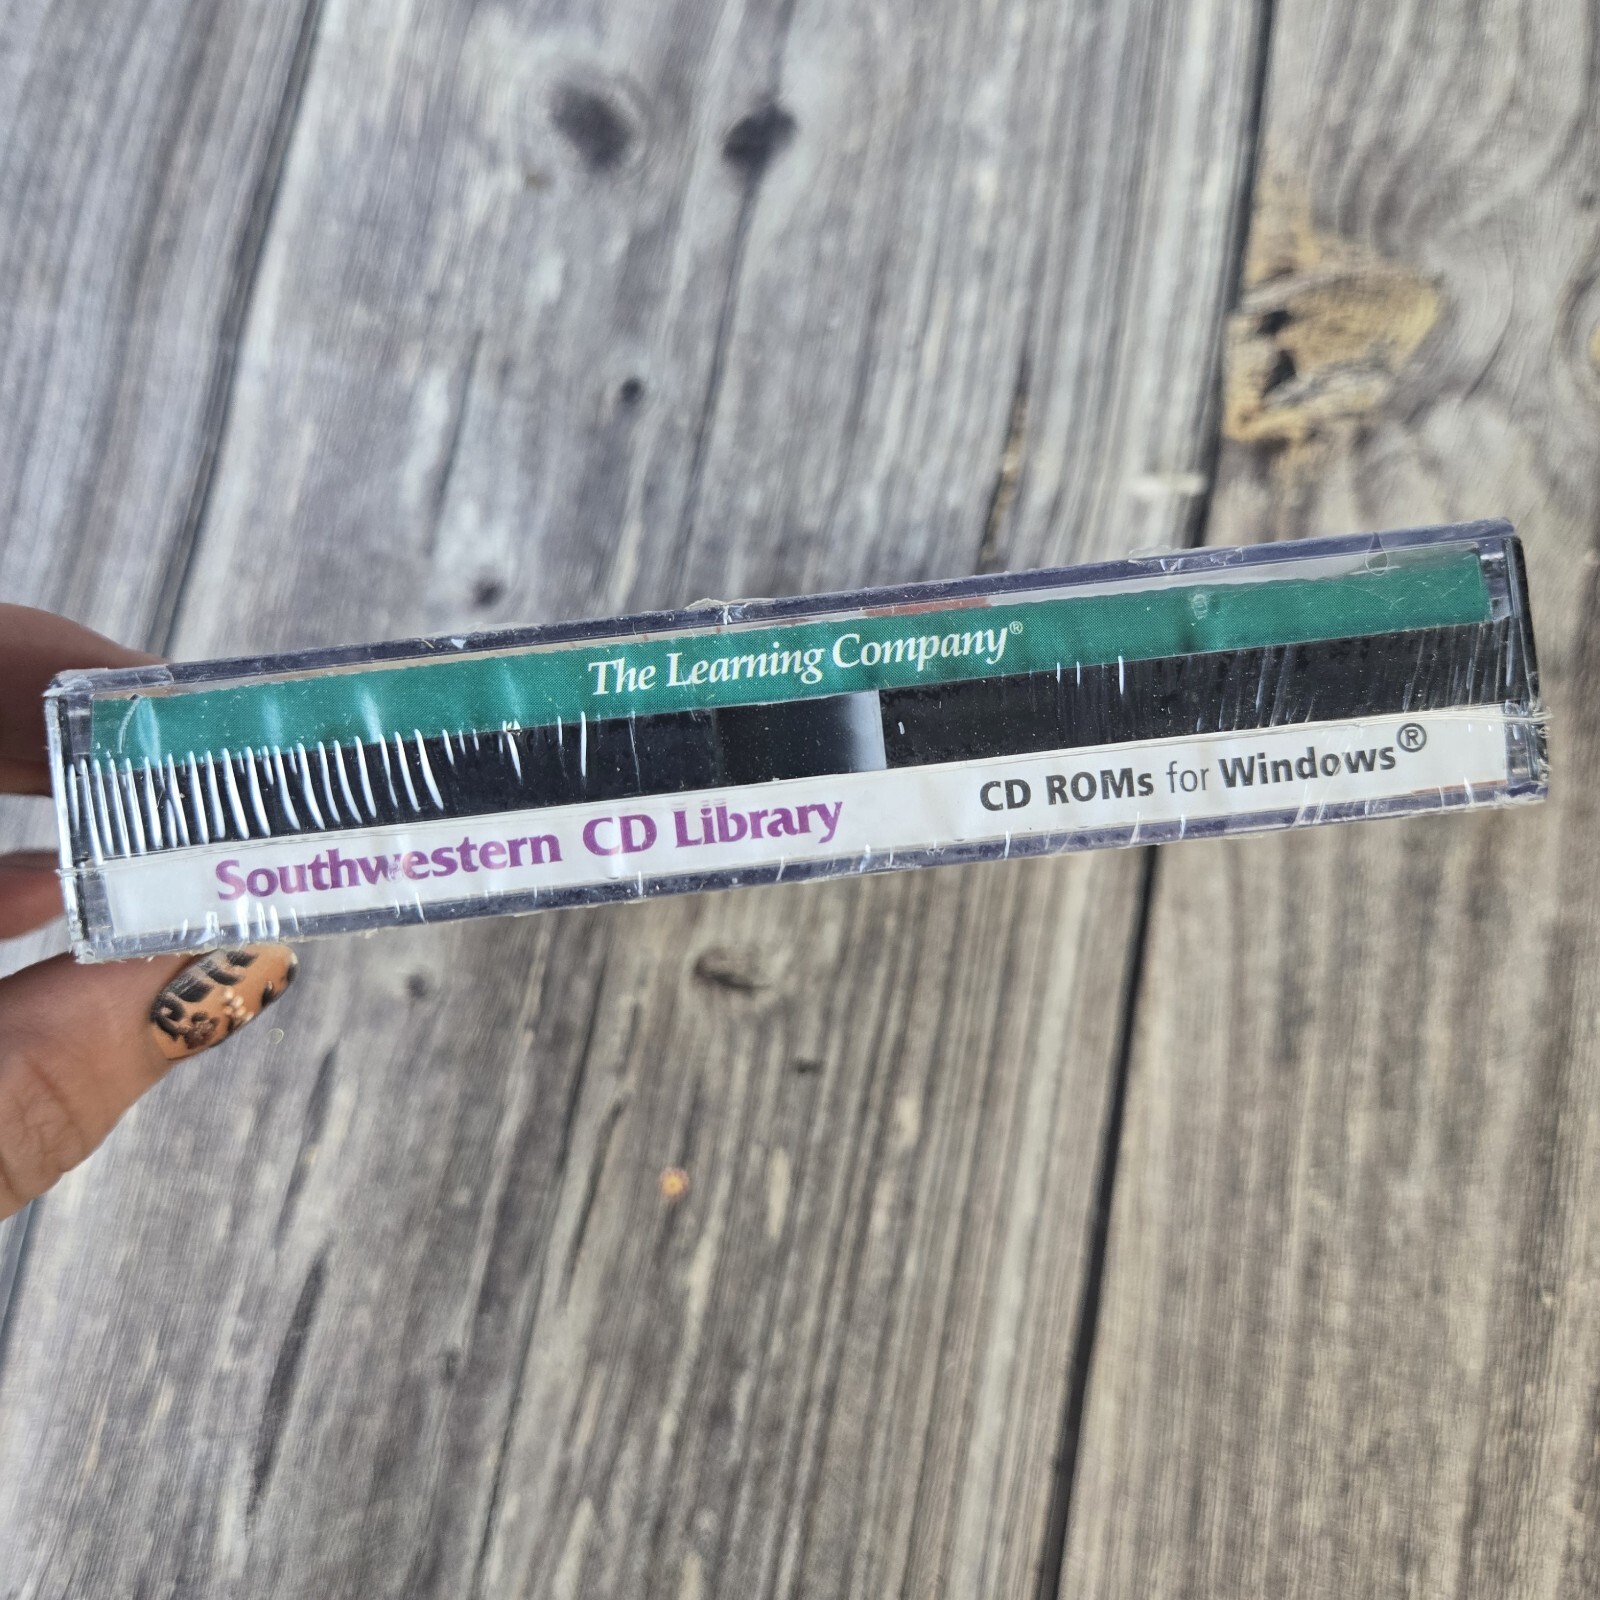 The Learning Company®
Southwestern CD Library CD ROMs for Windows®